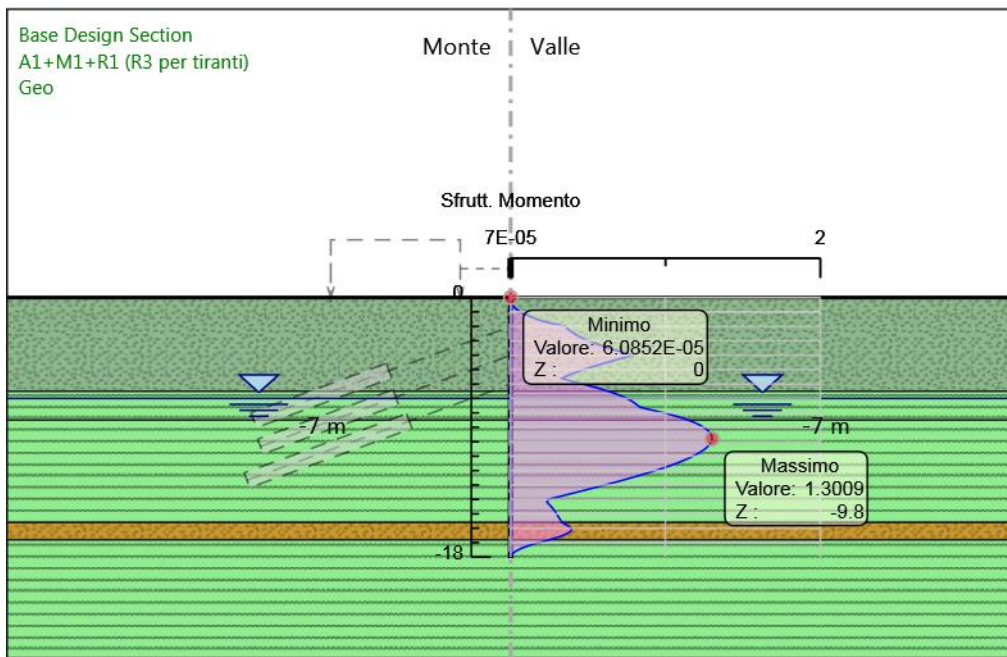 Base Design Section
A1+M1+R1 (R3 per tiranti)
Geo
Monte
Valle
Sfrutt. Momento
7E-05
2
0
Minimo
Valore: 6.0852E-05
Z : 0
-7 m
-7 m
Massimo
Valore: 1.3009
Z : -9.8
-18